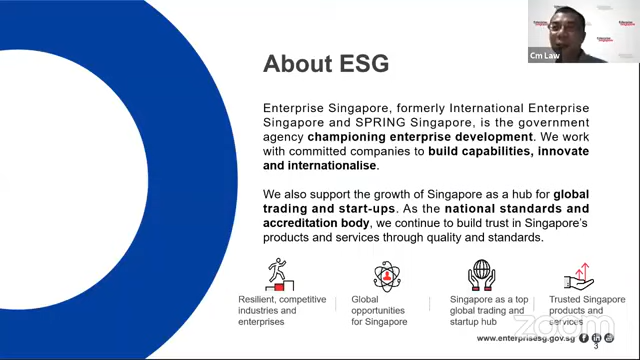 Cm Law
About ESG
Enterprise Singapore, formerly International Enterprise
Singapore and SPRING Singapore, is the government
agency championing enterprise development. We work
with committed companies to build capabilities, innovate
and internationalise.
We also support the growth of Singapore as a hub for global
trading and start-ups. As the national standards and
accreditation body, we continue to build trust in Singapore's
products and services through quality and standards.
Resilient, competitive
industries and
enterprises
Global
opportunities
for Singapore
Singapore as a top
global trading and
startup hub
Trusted Singapore
products and
services
zoom
www.enterprisesg.gov.sg
3